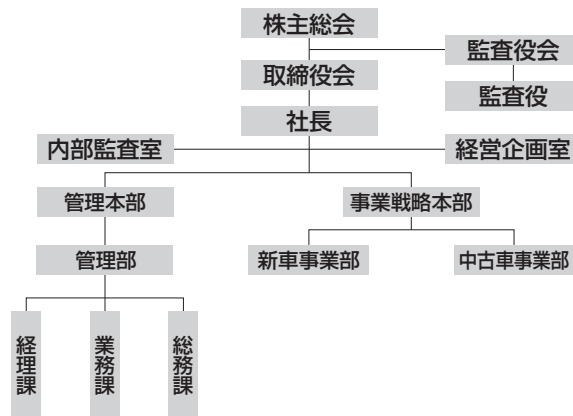 株主総会
監査役会
取締役会
監査役
社長
内部監査室
経営企画室
管理本部
事業戦略本部
管理部
新車事業部
中古車事業部
経理課
業務課
総務課